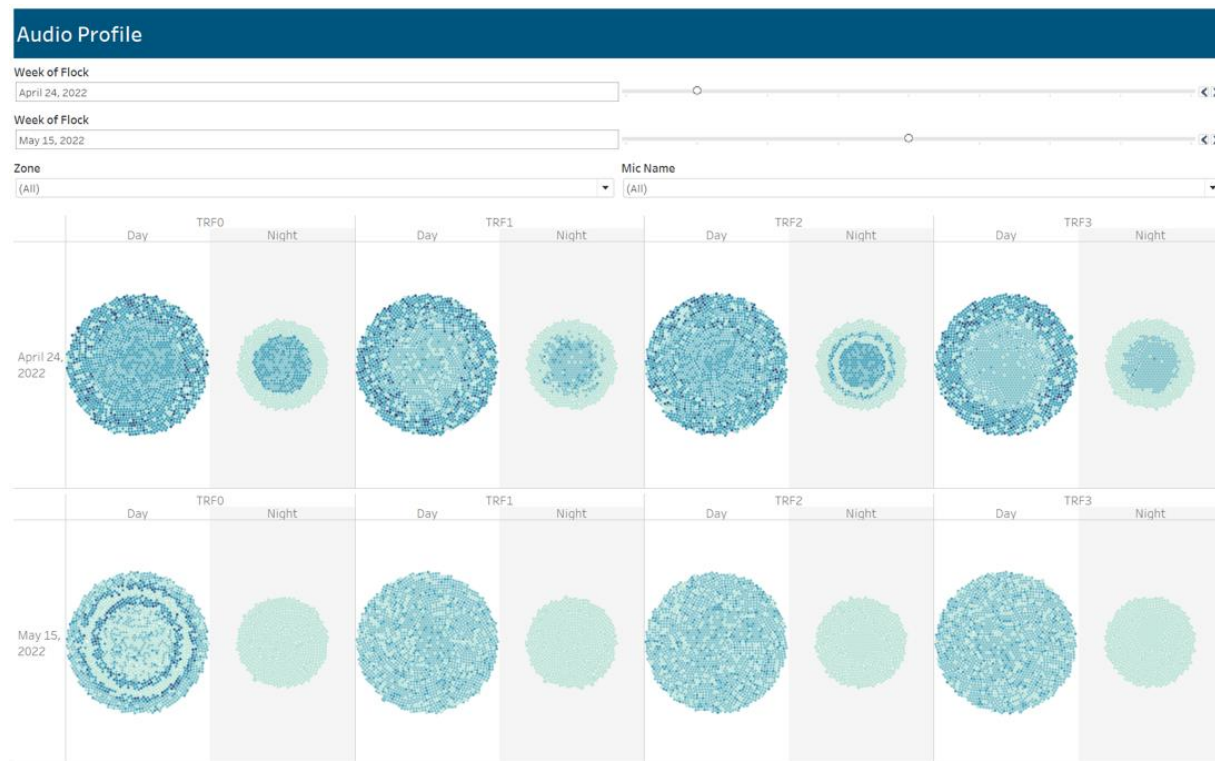 Audio Profile
Week of Flock
April 24, 2022
Week of Flock
May 15, 2022
Zone Mic Name
(All) (All)
TRF0 TRF1 TRF2 TRF3
Day Night Day Night Day Night Day Night
April 24,
2022
TRF0 TRF1 TRF2 TRF3
Day Night Day Night Day Night Day Night
May 15,
2022